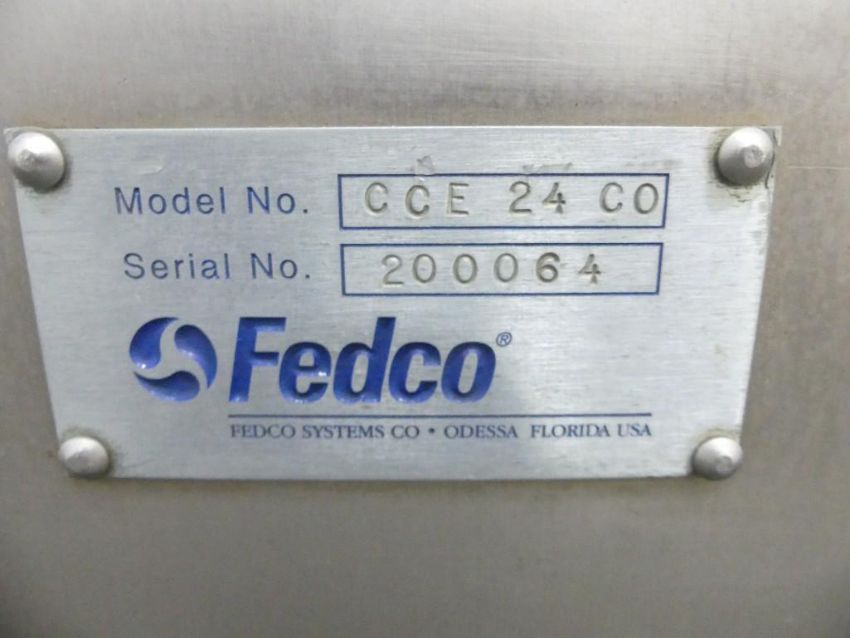 Model No. CCE 24 CO
Serial No. 200064
Fedco®
FEDCO SYSTEMS CO • ODESSA FLORIDA USA